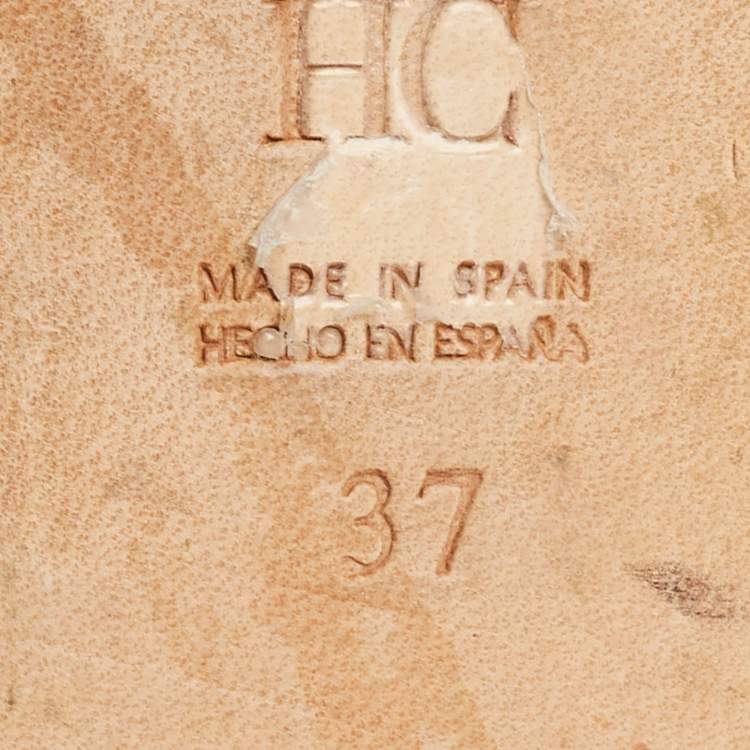 HC
MADE IN SPAIN
HECHO EN ESPAÑA
37